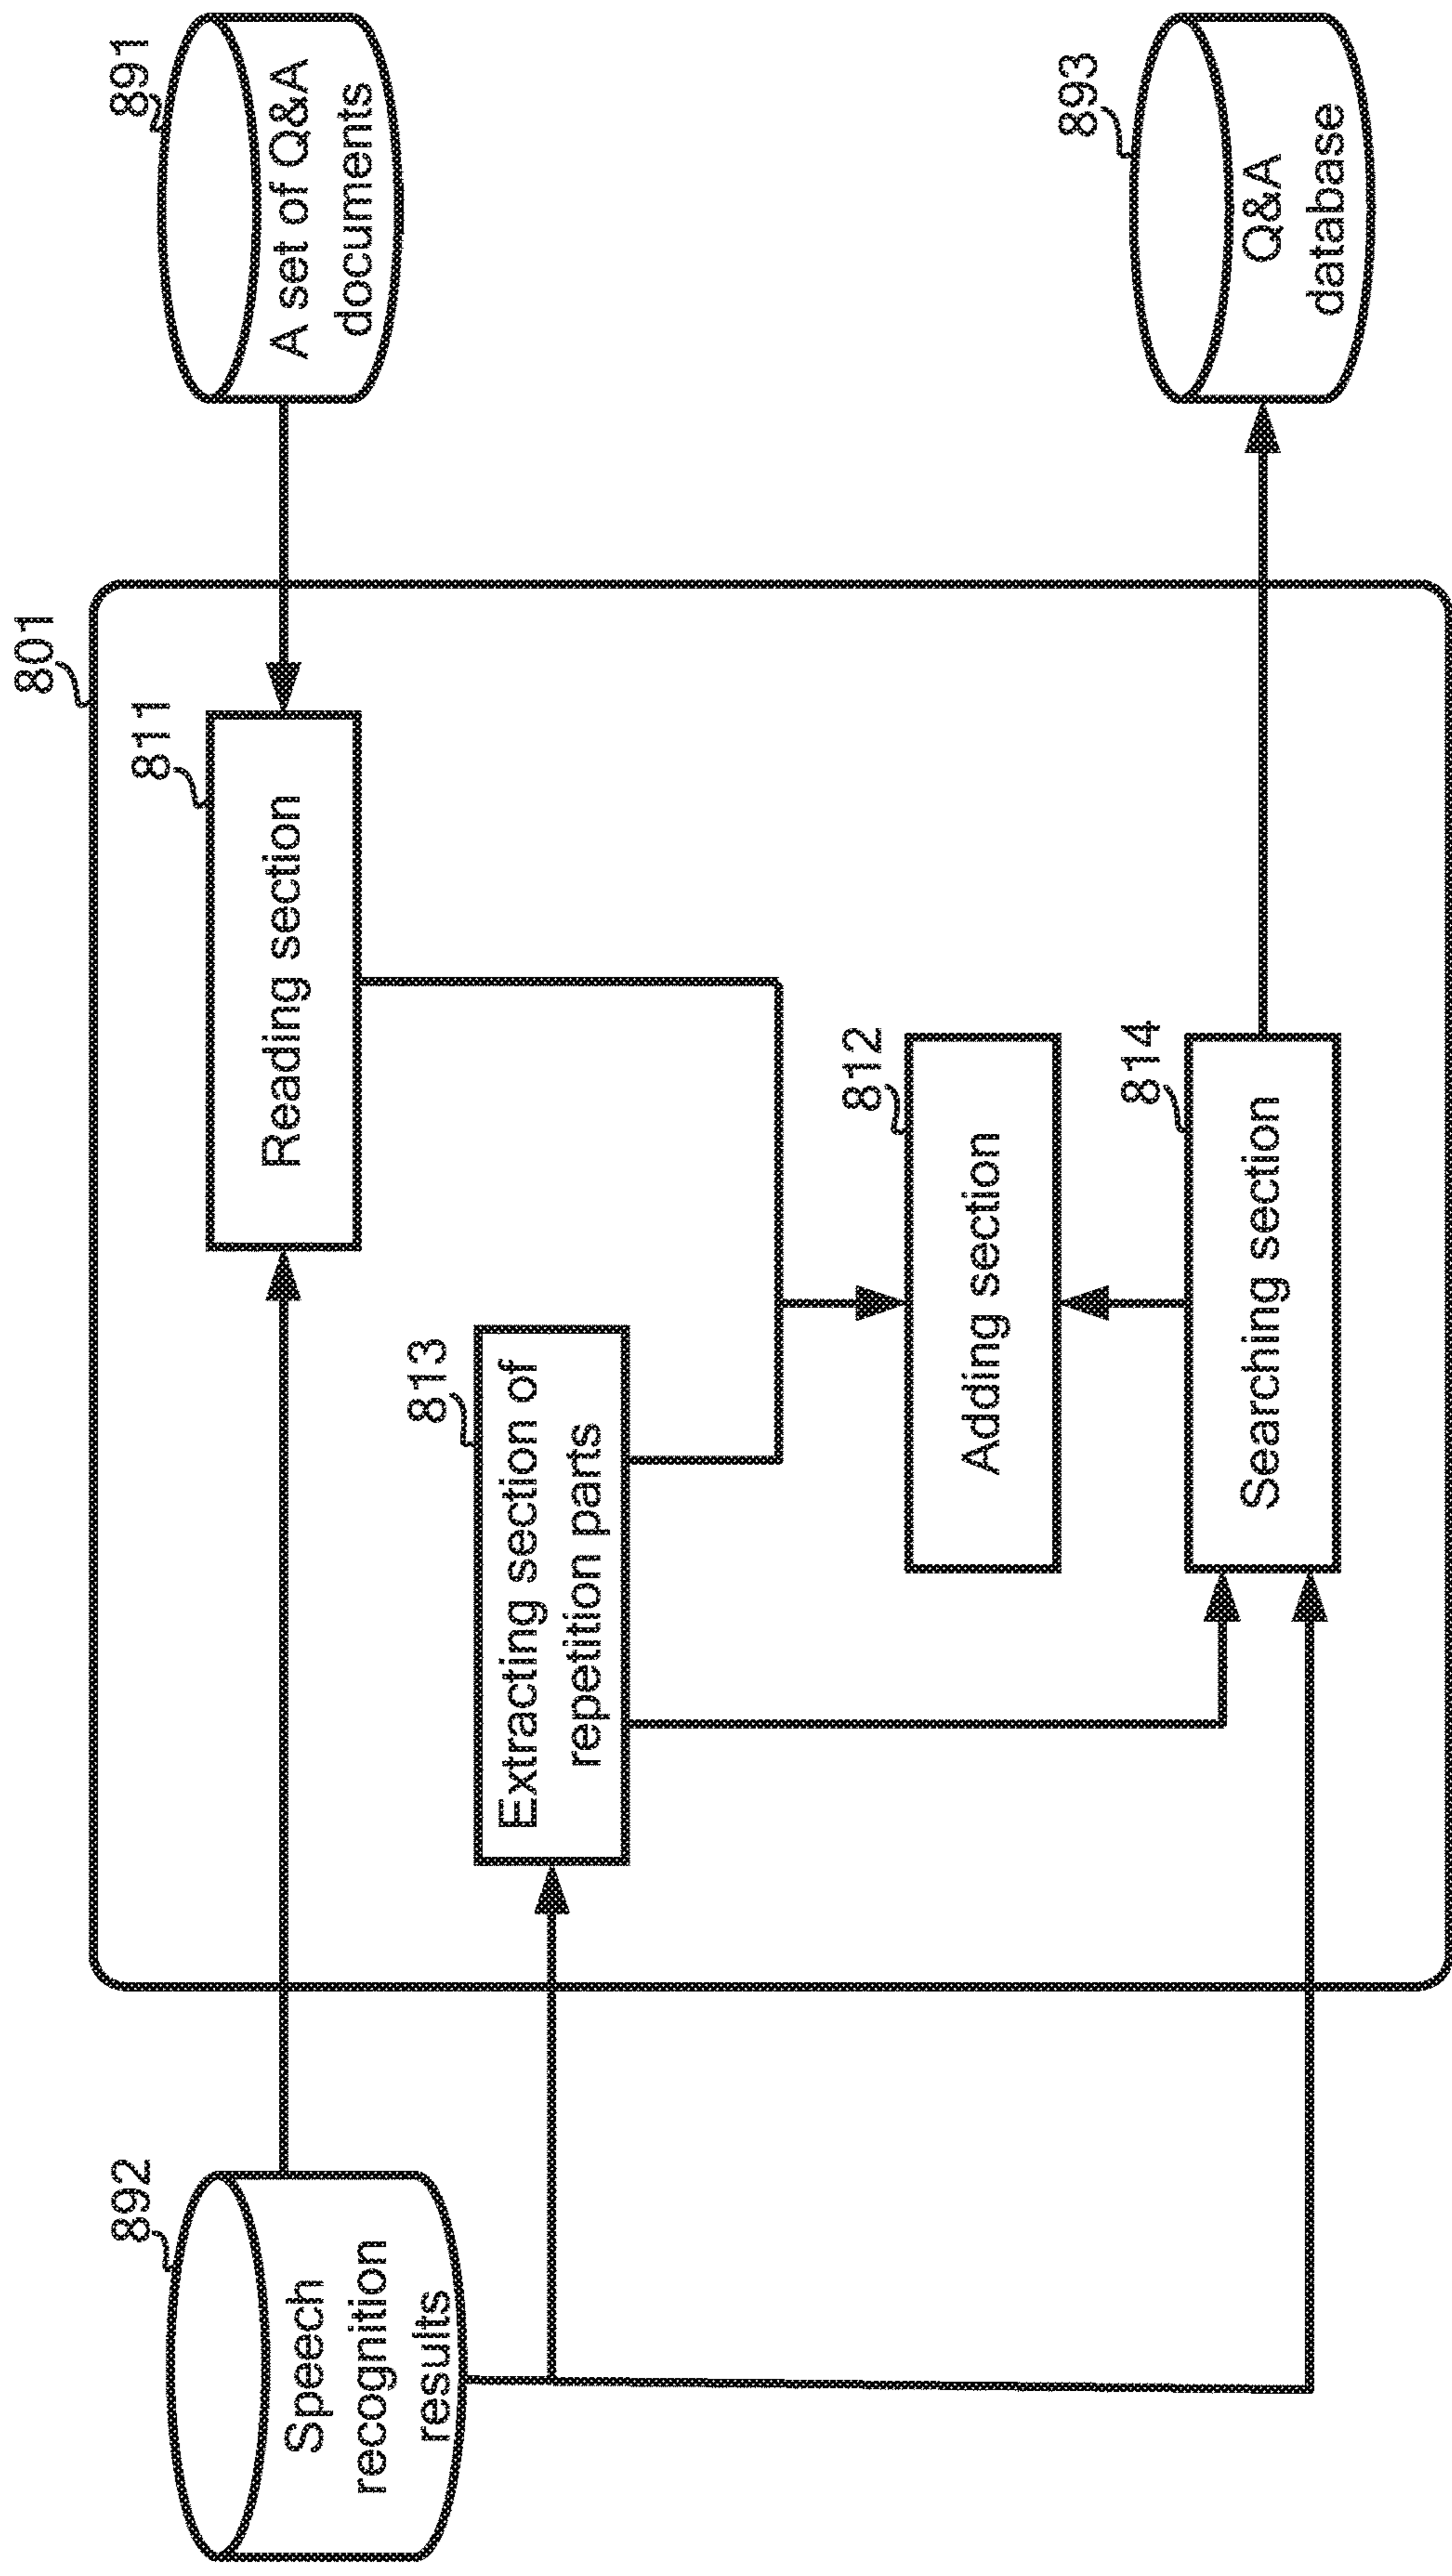 892
Speech
recognition
results
801
811
Reading section
813
Extracting section of
repetition parts
812
Adding section
814
Searching section
891
A set of Q&A
documents
893
Q&A
database